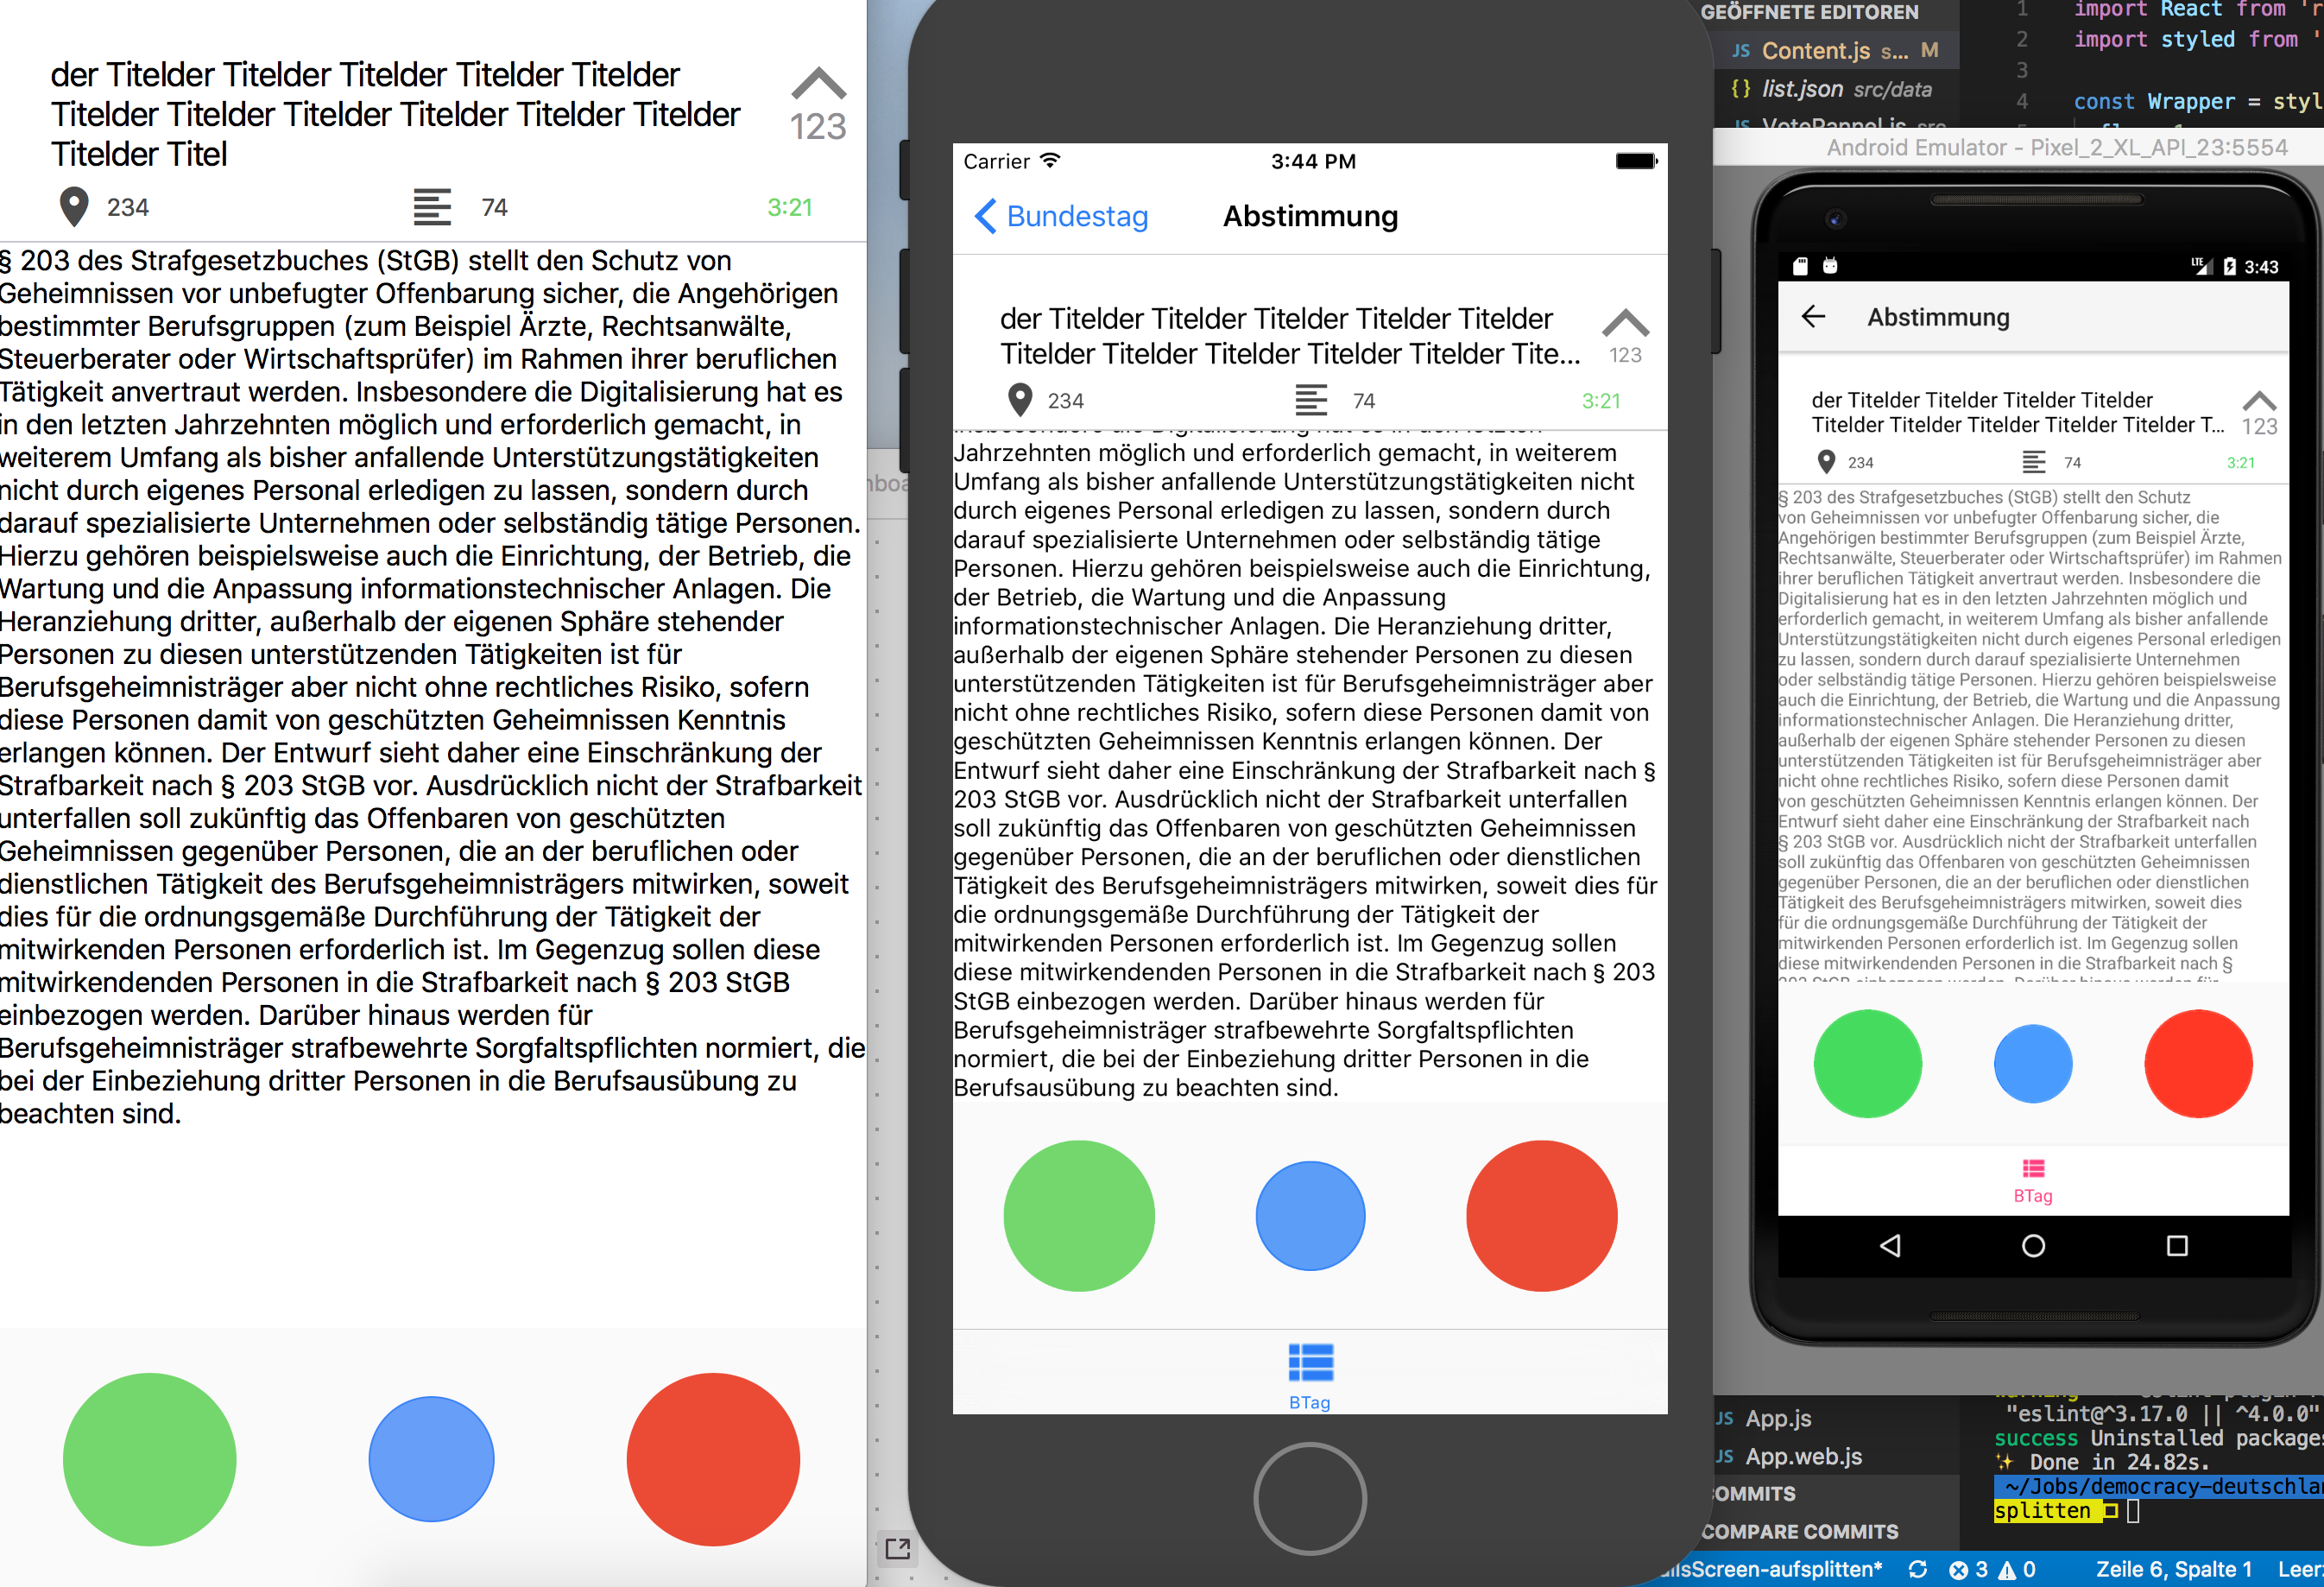 der Titelder Titelder Titelder Titelder Titelder
Titelder Titelder Titelder Titelder Titelder Titelder
Titelder Titel
123
234
74
3:21
§ 203 des Strafgesetzbuches (StGB) stellt den Schutz von
Geheimnissen vor unbefugter Offenbarung sicher, die Angehörigen
bestimmter Berufsgruppen (zum Beispiel Ärzte, Rechtsanwälte,
Steuerberater oder Wirtschaftsprüfer) im Rahmen ihrer beruflichen
Tätigkeit anvertraut werden. Insbesondere die Digitalisierung hat es
in den letzten Jahrzehnten möglich und erforderlich gemacht, in
weiterem Umfang als bisher anfallende Unterstützungstätigkeiten
nicht durch eigenes Personal erledigen zu lassen, sondern durch
darauf spezialisierte Unternehmen oder selbständig tätige Personen.
Hierzu gehören beispielsweise auch die Einrichtung, der Betrieb, die
Wartung und die Anpassung informationstechnischer Anlagen. Die
Heranziehung dritter, außerhalb der eigenen Sphäre stehender
Personen zu diesen unterstützenden Tätigkeiten ist für
Berufsgeheimnisträger aber nicht ohne rechtliches Risiko, sofern
diese Personen damit von geschützten Geheimnissen Kenntnis
erlangen können. Der Entwurf sieht daher eine Einschränkung der
Strafbarkeit nach § 203 StGB vor. Ausdrücklich nicht der Strafbarkeit
unterfallen soll zukünftig das Offenbaren von geschützten
Geheimnissen gegenüber Personen, die an der beruflichen oder
dienstlichen Tätigkeit des Berufsgeheimnisträgers mitwirken, soweit
dies für die ordnungsgemäße Durchführung der Tätigkeit der
mitwirkenden Personen erforderlich ist. Im Gegenzug sollen diese
mitwirkendenden Personen in die Strafbarkeit nach § 203 StGB
einbezogen werden. Darüber hinaus werden für
Berufsgeheimnisträger strafbewehrte Sorgfaltspflichten normiert, die
bei der Einbeziehung dritter Personen in die Berufsausübung zu
beachten sind.
Carrier
3:44 PM
Bundestag
Abstimmung
der Titelder Titelder Titelder Titelder Titelder
Titelder Titelder Titelder Titelder Titelder Tite...
123
234
74
3:21
Insbesondere die Digitalisierung hat es in den letzten
Jahrzehnten möglich und erforderlich gemacht, in weiterem
Umfang als bisher anfallende Unterstützungstätigkeiten nicht
durch eigenes Personal erledigen zu lassen, sondern durch
darauf spezialisierte Unternehmen oder selbständig tätige
Personen. Hierzu gehören beispielsweise auch die Einrichtung,
der Betrieb, die Wartung und die Anpassung
informationstechnischer Anlagen. Die Heranziehung dritter,
außerhalb der eigenen Sphäre stehender Personen zu diesen
unterstützenden Tätigkeiten ist für Berufsgeheimnisträger aber
nicht ohne rechtliches Risiko, sofern diese Personen damit von
geschützten Geheimnissen Kenntnis erlangen können. Der
Entwurf sieht daher eine Einschränkung der Strafbarkeit nach §
203 StGB vor. Ausdrücklich nicht der Strafbarkeit unterfallen
soll zukünftig das Offenbaren von geschützten Geheimnissen
gegenüber Personen, die an der beruflichen oder dienstlichen
Tätigkeit des Berufsgeheimnisträgers mitwirken, soweit dies für
die ordnungsgemäße Durchführung der Tätigkeit der
mitwirkenden Personen erforderlich ist. Im Gegenzug sollen
diese mitwirkendenden Personen in die Strafbarkeit nach § 203
StGB einbezogen werden. Darüber hinaus werden für
Berufsgeheimnisträger strafbewehrte Sorgfaltspflichten
normiert, die bei der Einbeziehung dritter Personen in die
Berufsausübung zu beachten sind.
BTag
GEÖFFNETE EDITOREN
JS Content.js s... M
{} list.json src/data
JS VotePannel.js src
1 import React from 'r
2 import styled from '
3
4 const Wrapper = styl
Android Emulator - Pixel_2_XL_API_23:5554
LTE 3:43
Abstimmung
der Titelder Titelder Titelder Titelder
Titelder Titelder Titelder Titelder Titelder T...
123
234
74
3:21
§ 203 des Strafgesetzbuches (StGB) stellt den Schutz
von Geheimnissen vor unbefugter Offenbarung sicher, die
Angehörigen bestimmter Berufsgruppen (zum Beispiel Ärzte,
Rechtsanwälte, Steuerberater oder Wirtschaftsprüfer) im Rahmen
ihrer beruflichen Tätigkeit anvertraut werden. Insbesondere die
Digitalisierung hat es in den letzten Jahrzehnten möglich und
erforderlich gemacht, in weiterem Umfang als bisher anfallende
Unterstützungstätigkeiten nicht durch eigenes Personal erledigen
zu lassen, sondern durch darauf spezialisierte Unternehmen
oder selbständig tätige Personen. Hierzu gehören beispielsweise
auch die Einrichtung, der Betrieb, die Wartung und die Anpassung
informationstechnischer Anlagen. Die Heranziehung dritter,
außerhalb der eigenen Sphäre stehender Personen zu diesen
unterstützenden Tätigkeiten ist für Berufsgeheimnisträger aber
nicht ohne rechtliches Risiko, sofern diese Personen damit
von geschützten Geheimnissen Kenntnis erlangen können. Der
Entwurf sieht daher eine Einschränkung der Strafbarkeit nach
§ 203 StGB vor. Ausdrücklich nicht der Strafbarkeit unterfallen
soll zukünftig das Offenbaren von geschützten Geheimnissen
gegenüber Personen, die an der beruflichen oder dienstlichen
Tätigkeit des Berufsgeheimnisträgers mitwirken, soweit dies
für die ordnungsgemäße Durchführung der Tätigkeit der
mitwirkenden Personen erforderlich ist. Im Gegenzug sollen
diese mitwirkendenden Personen in die Strafbarkeit nach §
203 StGB einbezogen werden. Darüber hinaus werden für
BTag
JS App.js
JS App.web.js
OMMITS
COMPARE COMMITS
"eslint@^3.17.0 || ^4.0.0"
success Uninstalled package
Done in 24.82s.
~/Jobs/democracy-deutschla
splitten
ilsScreen-aufsplitten* 3 0 Zeile 6, Spalte 1 Leer